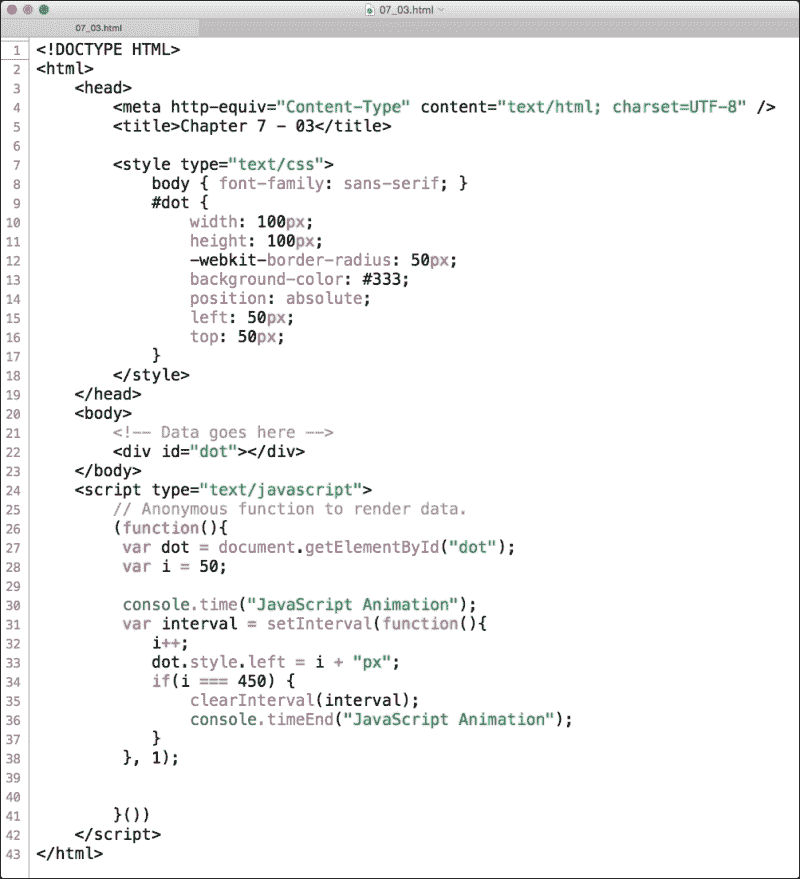 07_03.html
07_03.html
1 <!DOCTYPE HTML>
2 <html>
3     <head>
4         <meta http-equiv="Content-Type" content="text/html; charset=UTF-8" />
5         <title>Chapter 7 - 03</title>
6
7         <style type="text/css">
8             body { font-family: sans-serif; }
9             #dot {
10                 width: 100px;
11                 height: 100px;
12                 -webkit-border-radius: 50px;
13                 background-color: #333;
14                 position: absolute;
15                 left: 50px;
16                 top: 50px;
17             }
18         </style>
19     </head>
20     <body>
21         <!-- Data goes here -->
22         <div id="dot"></div>
23     </body>
24     <script type="text/javascript">
25         // Anonymous function to render data.
26         (function(){
27          var dot = document.getElementById("dot");
28          var i = 50;
29
30          console.time("JavaScript Animation");
31          var interval = setInterval(function(){
32             i++;
33             dot.style.left = i + "px";
34             if(i === 450) {
35                 clearInterval(interval);
36                 console.timeEnd("JavaScript Animation");
37             }
38          }, 1);
39
40
41         }())
42     </script>
43 </html>